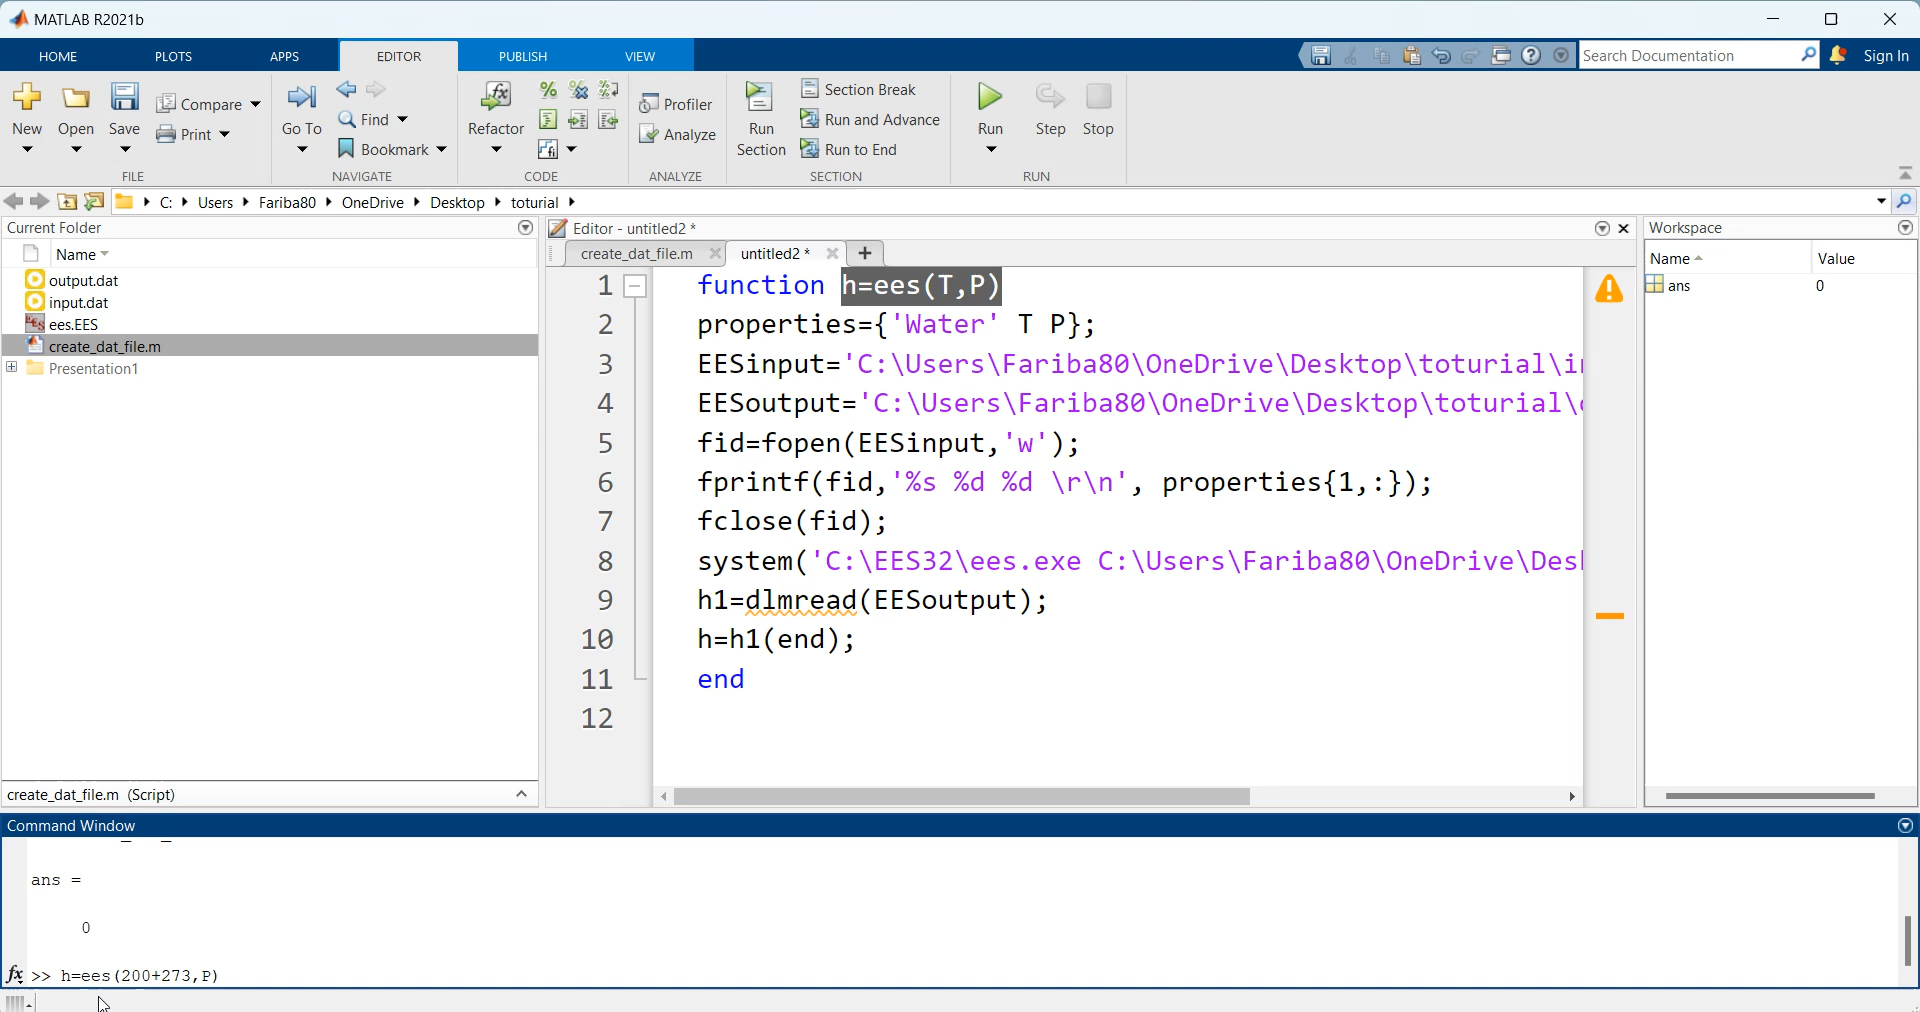 MATLAB R2021b
HOME PLOTS APPS EDITOR PUBLISH VIEW Search Documentation Sign In
New Open Save Compare Print FILE
Go To Find Bookmark NAVIGATE
Refactor CODE
Profiler Analyze ANALYZE
Run Section Section Break Run and Advance Run to End SECTION
Run Step Stop RUN
C: Users Fariba80 OneDrive Desktop toturial
Current Folder
Name
output.dat
input.dat
ees.EES
create_dat_file.m
Presentation1
create_dat_file.m (Script)
Editor - untitled2 *
create_dat_file.m untitled2 * +
1 function h=ees(T,P)
2 properties={'Water' T P};
3 EESinput='C:\Users\Fariba80\OneDrive\Desktop\toturial\i
4 EESoutput='C:\Users\Fariba80\OneDrive\Desktop\toturial\
5 fid=fopen(EESinput,'w');
6 fprintf(fid,'%s %d %d \r\n', properties{1,:});
7 fclose(fid);
8 system('C:\EES32\ees.exe C:\Users\Fariba80\OneDrive\Des
9 h1=dlmread(EESoutput);
10 h=h1(end);
11 end
12
Workspace
Name Value
ans 0
Command Window
ans =
0
fx >> h=ees(200+273,P)